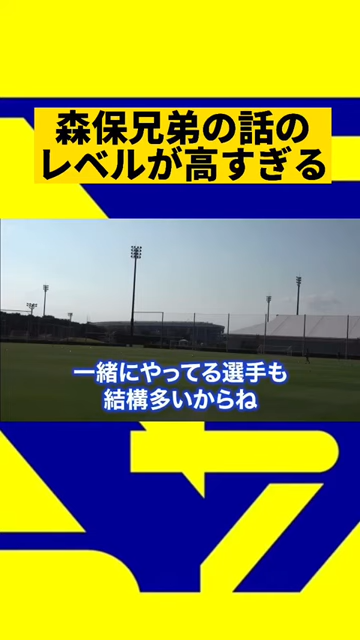 森保兄弟の話の
レベルが高すぎる
一緒にやってる選手も
結構多いからね